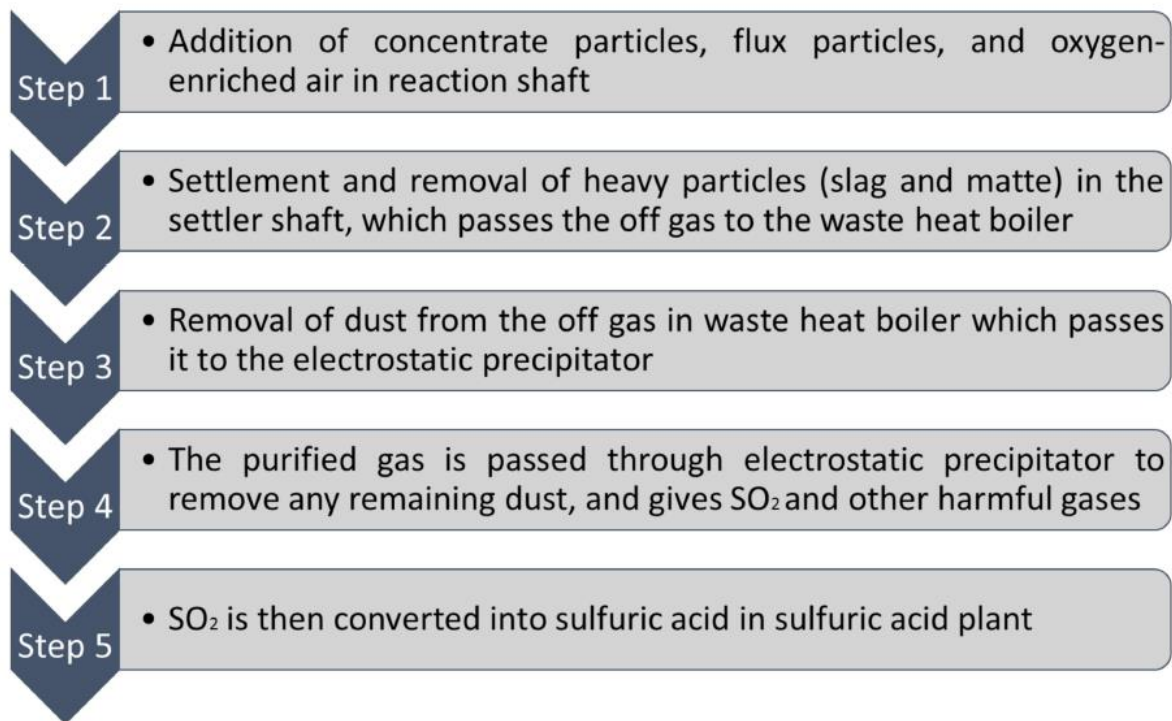 Step 1
• Addition of concentrate particles, flux particles, and oxygen-
enriched air in reaction shaft
Step 2
• Settlement and removal of heavy particles (slag and matte) in the
settler shaft, which passes the off gas to the waste heat boiler
Step 3
• Removal of dust from the off gas in waste heat boiler which passes
it to the electrostatic precipitator
Step 4
• The purified gas is passed through electrostatic precipitator to
remove any remaining dust, and gives SO₂ and other harmful gases
Step 5
• SO₂ is then converted into sulfuric acid in sulfuric acid plant